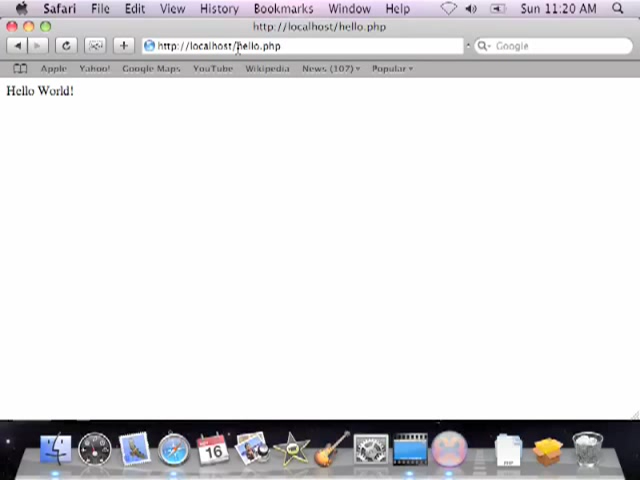 Safari File Edit View History Bookmarks Window Help Sun 11:20 AM
http://localhost/hello.php
http://localhost/hello.php Google
Apple Yahoo! Google Maps YouTube Wikipedia News (107) Popular
Hello World!
16
PHP